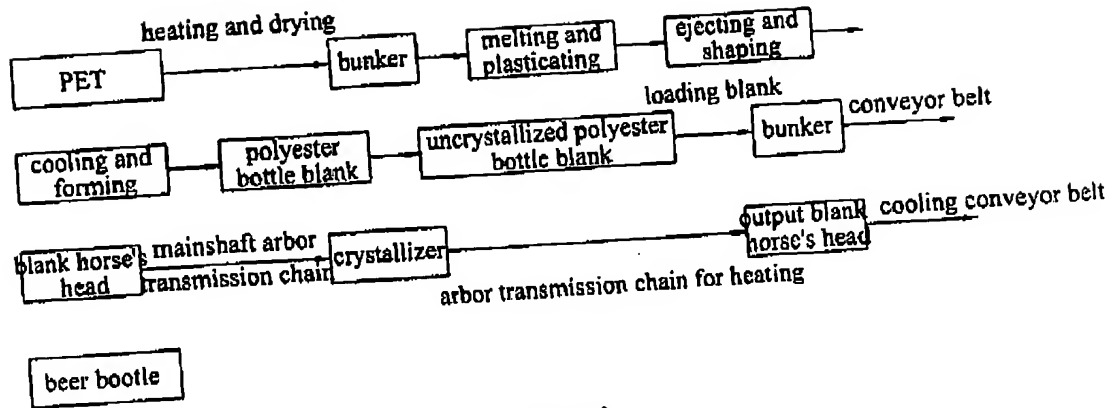 heating and drying
PET
bunker
melting and
plasticating
ejecting and
shaping
cooling and
forming
polyester
bottle blank
uncrystallized polyester
bottle blank
loading blank
bunker
conveyor belt
blank horse's
head
mainshaft arbor
transmission chain
crystallizer
arbor transmission chain for heating
output blank
horse's head
cooling conveyor belt
beer bootle